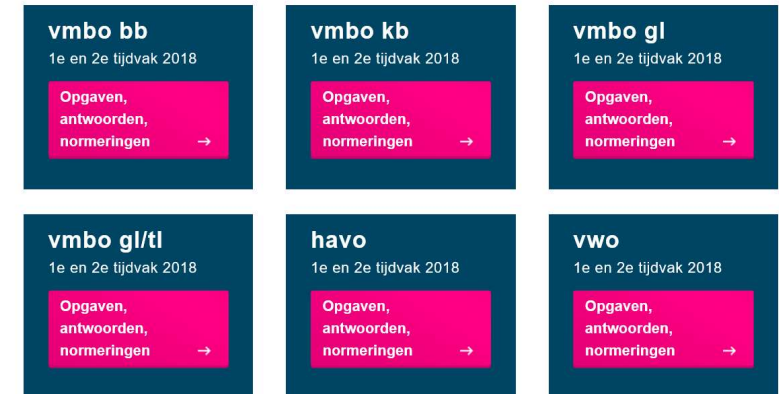 vmbo bb
1e en 2e tijdvak 2018
Opgaven,
antwoorden,
normeringen →
vmbo kb
1e en 2e tijdvak 2018
Opgaven,
antwoorden,
normeringen →
vmbo gl
1e en 2e tijdvak 2018
Opgaven,
antwoorden,
normeringen →
vmbo gl/tl
1e en 2e tijdvak 2018
Opgaven,
antwoorden,
normeringen →
havo
1e en 2e tijdvak 2018
Opgaven,
antwoorden,
normeringen →
vwo
1e en 2e tijdvak 2018
Opgaven,
antwoorden,
normeringen →